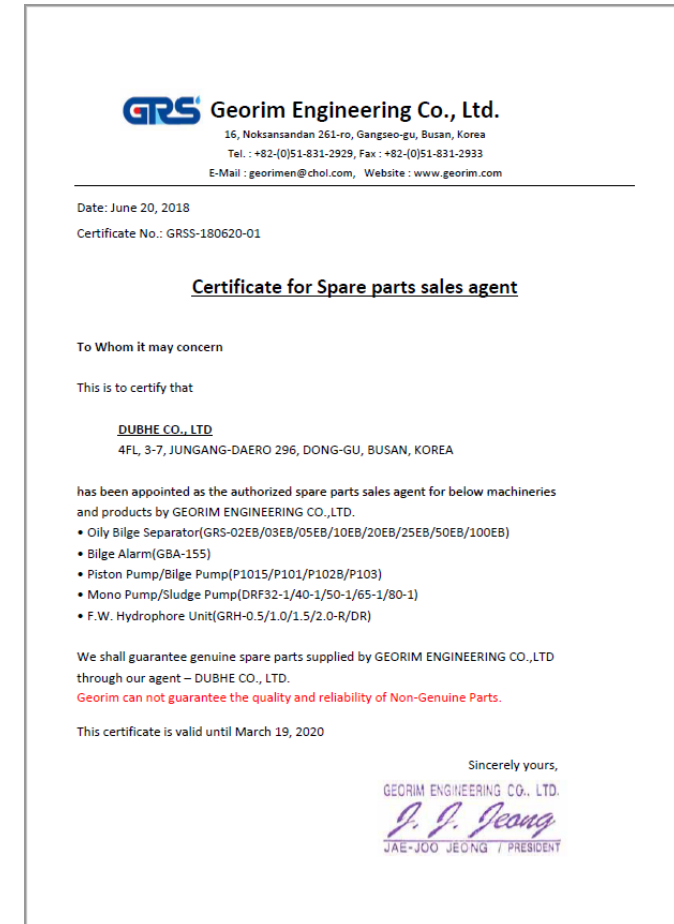 GRS Georim Engineering Co., Ltd.
16, Noksansandan 261-ro, Gangseo-gu, Busan, Korea
Tel. : +82-(0)51-831-2929, Fax : +82-(0)51-831-2933
E-Mail : georimen@chol.com, Website : www.georim.com
Date: June 20, 2018
Certificate No.: GRSS-180620-01
Certificate for Spare parts sales agent
To Whom it may concern
This is to certify that
DUBHE CO., LTD
4FL, 3-7, JUNGANG-DAERO 296, DONG-GU, BUSAN, KOREA
has been appointed as the authorized spare parts sales agent for below machineries
and products by GEORIM ENGINEERING CO.,LTD.
• Oily Bilge Separator(GRS-02EB/03EB/05EB/10EB/20EB/25EB/50EB/100EB)
• Bilge Alarm(GBA-155)
• Piston Pump/Bilge Pump(P1015/P101/P102B/P103)
• Mono Pump/Sludge Pump(DRF32-1/40-1/50-1/65-1/80-1)
• F.W. Hydrophore Unit(GRH-0.5/1.0/1.5/2.0-R/DR)
We shall guarantee genuine spare parts supplied by GEORIM ENGINEERING CO.,LTD
through our agent – DUBHE CO., LTD.
Georim can not guarantee the quality and reliability of Non-Genuine Parts.
This certificate is valid until March 19, 2020
Sincerely yours,
GEORIM ENGINEERING CO., LTD.
J. J. Jeong
JAE-JOO JEONG / PRESIDENT